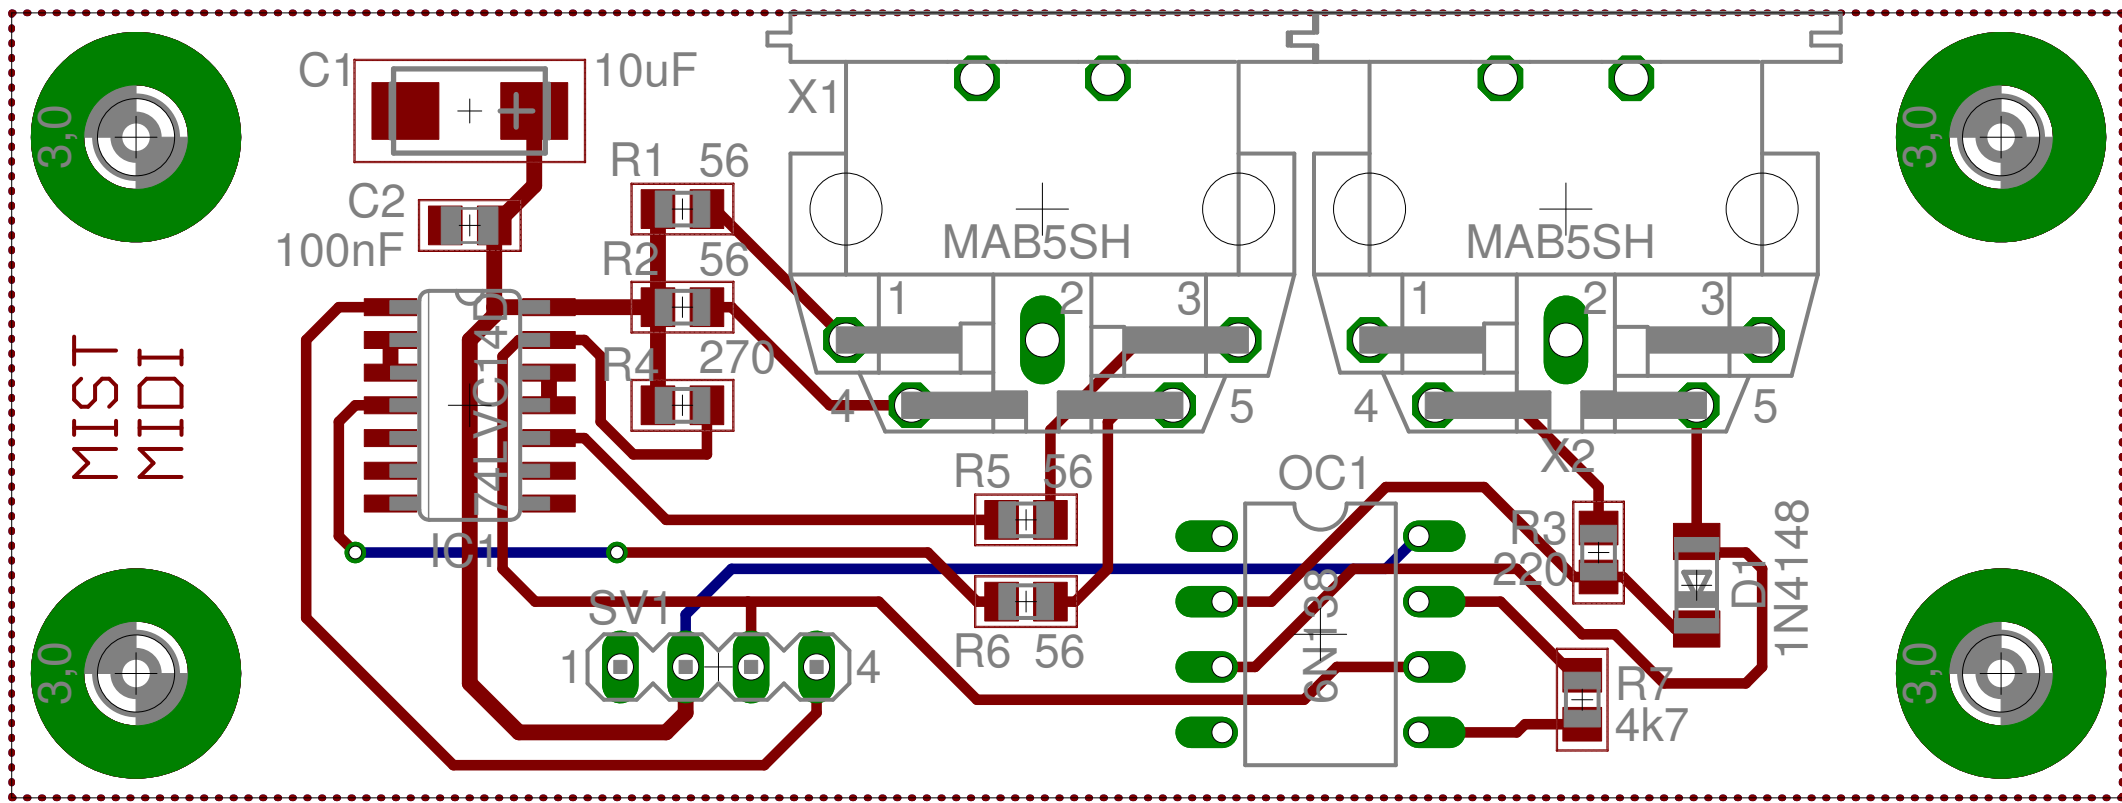 C1
10uF
3,0
3,0
X1
R1
56
C2
100nF
R2
56
MAB5SH
MAB5SH
1
2
3
1
2
3
R4
270
4
5
4
5
MIST
MIDI
74LVC14D
IC1
R5
56
OC1
X2
R3
220
D1
1N4148
6N138
SV1
1
4
R6
56
R7
4k7
3,0
3,0